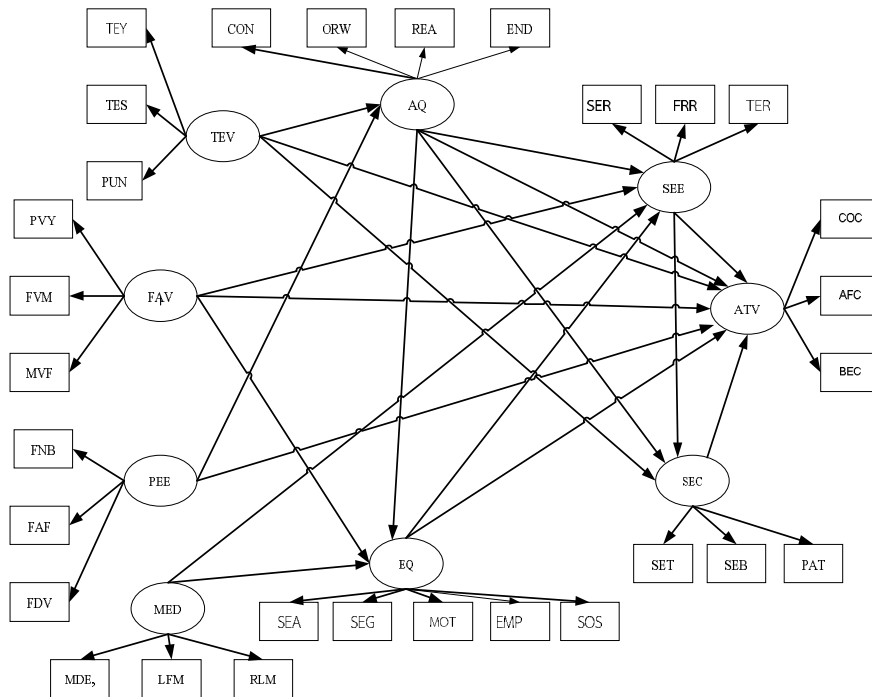 TEY
CON
ORW
REA
END
TES
TEV
AQ
SER
FRR
TER
PUN
SEE
PVY
COC
FVM
FAV
ATV
AFC
MVF
BEC
FNB
PEE
SEC
FAF
EQ
SET
SEB
PAT
FDV
MED
SEA
SEG
MOT
EMP
SOS
MDE,
LFM
RLM